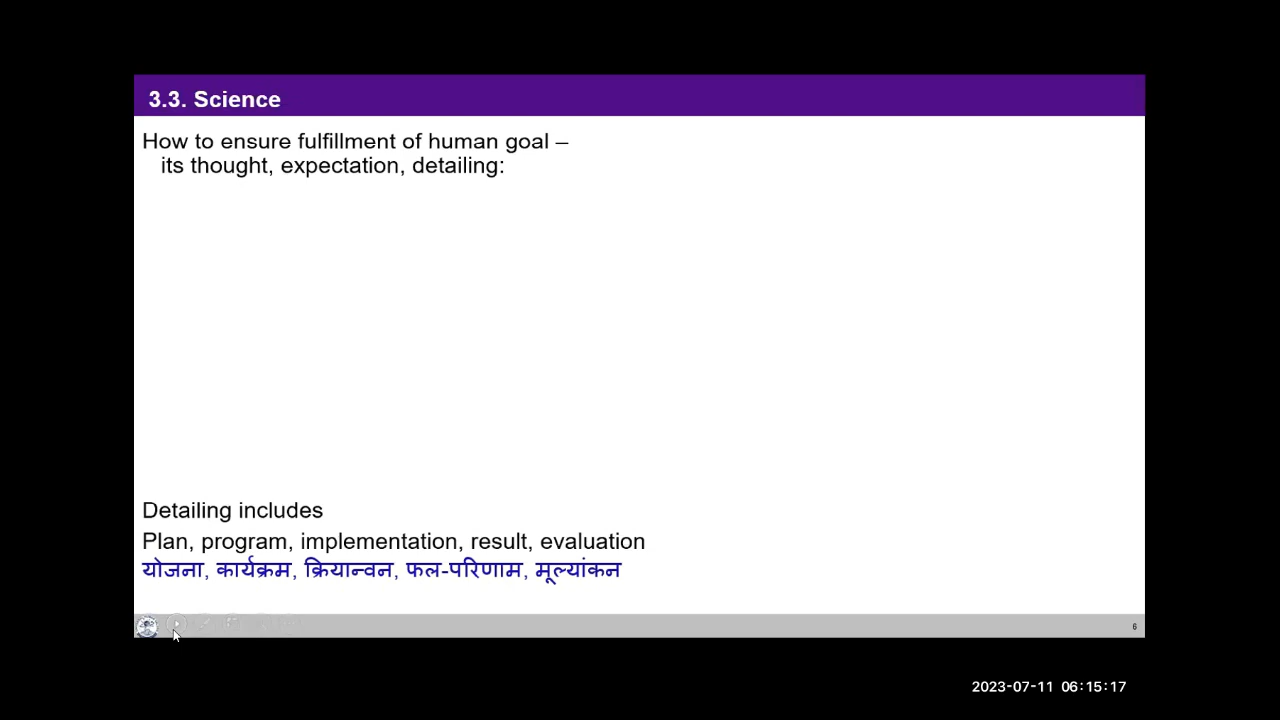 3.3. Science
How to ensure fulfillment of human goal –
its thought, expectation, detailing:
Detailing includes
Plan, program, implementation, result, evaluation
योजना, कार्यक्रम, क्रियान्वन, फल-परिणाम, मूल्यांकन
6
2023-07-11 06:15:17